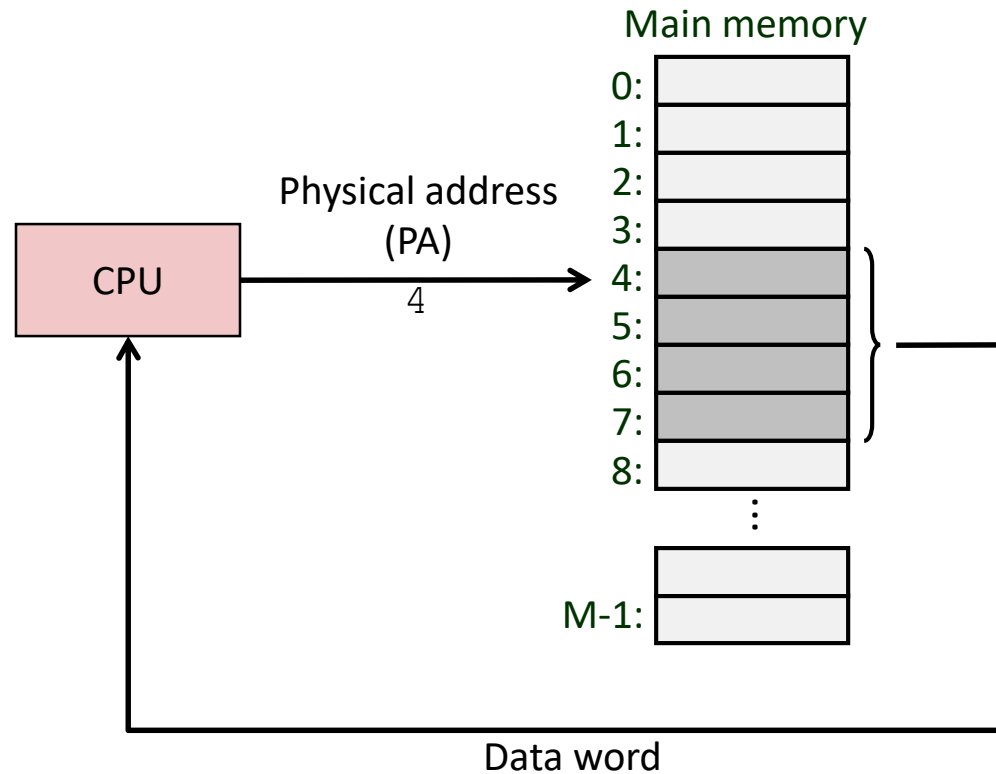 Main memory
0:
1:
2:
Physical address
(PA)
3:
CPU
4
4:
5:
6:
7:
8:
⋮
M-1:
Data word